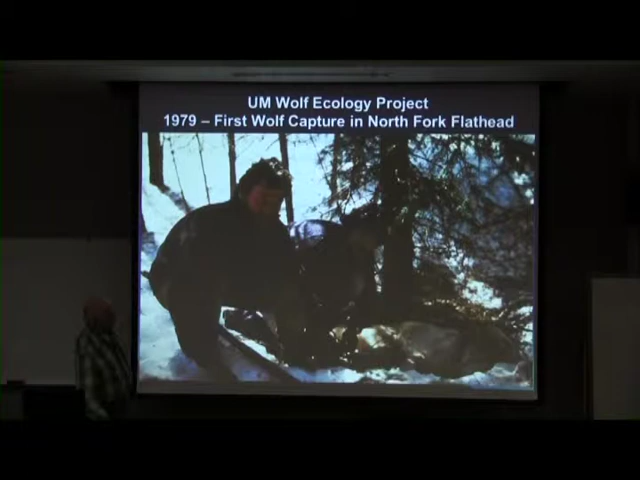 UM Wolf Ecology Project
1979 – First Wolf Capture in North Fork Flathead